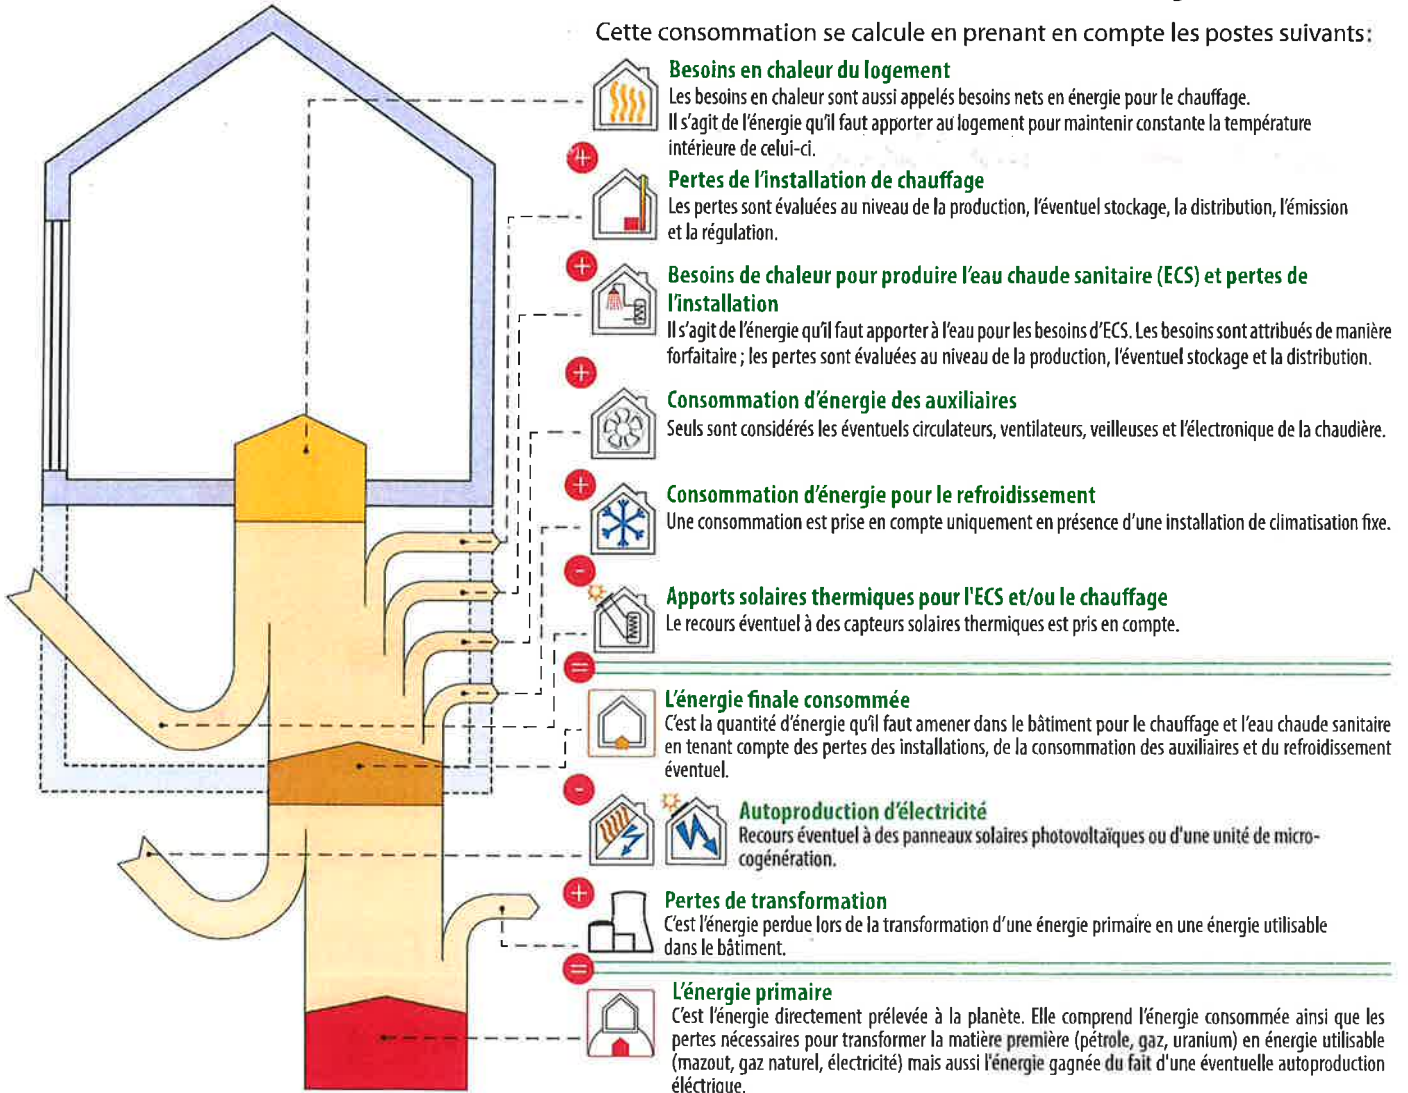 Cette consommation se calcule en prenant en compte les postes suivants:
Besoins en chaleur du logement
Les besoins en chaleur sont aussi appelés besoins nets en énergie pour le chauffage.
Il s'agit de l'énergie qu'il faut apporter au logement pour maintenir constante la température
intérieure de celui-ci.
+
Pertes de l'installation de chauffage
Les pertes sont évaluées au niveau de la production, l'éventuel stockage, la distribution, l'émission
et la régulation.
+
Besoins de chaleur pour produire l'eau chaude sanitaire (ECS) et pertes de
l'installation
Il s'agit de l'énergie qu'il faut apporter à l'eau pour les besoins d'ECS. Les besoins sont attribués de manière
forfaitaire ; les pertes sont évaluées au niveau de la production, l'éventuel stockage et la distribution.
+
Consommation d'énergie des auxiliaires
Seuls sont considérés les éventuels circulateurs, ventilateurs, veilleuses et l'électronique de la chaudière.
+
Consommation d'énergie pour le refroidissement
Une consommation est prise en compte uniquement en présence d'une installation de climatisation fixe.
-
Apports solaires thermiques pour l'ECS et/ou le chauffage
Le recours éventuel à des capteurs solaires thermiques est pris en compte.
=
L'énergie finale consommée
C'est la quantité d'énergie qu'il faut amener dans le bâtiment pour le chauffage et l'eau chaude sanitaire
en tenant compte des pertes des installations, de la consommation des auxiliaires et du refroidissement
éventuel.
-
Autoproduction d'électricité
Recours éventuel à des panneaux solaires photovoltaïques ou d'une unité de micro-
cogénération.
+
Pertes de transformation
C'est l'énergie perdue lors de la transformation d'une énergie primaire en une énergie utilisable
dans le bâtiment.
=
L'énergie primaire
C'est l'énergie directement prélevée à la planète. Elle comprend l'énergie consommée ainsi que les
pertes nécessaires pour transformer la matière première (pétrole, gaz, uranium) en énergie utilisable
(mazout, gaz naturel, électricité) mais aussi l'énergie gagnée du fait d'une éventuelle autoproduction
éléctrique.